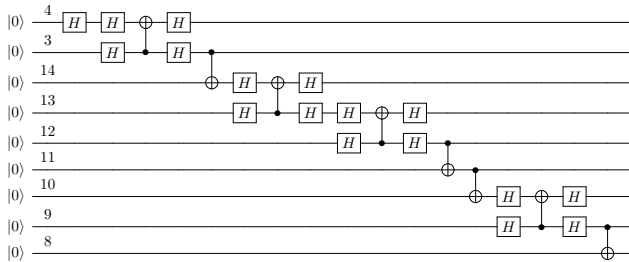 |0⟩ 4 H H H
|0⟩ 3 H H
|0⟩ 14 H H
|0⟩ 13 H H H H
|0⟩ 12 H H
|0⟩ 11
|0⟩ 10 H H
|0⟩ 9 H H
|0⟩ 8